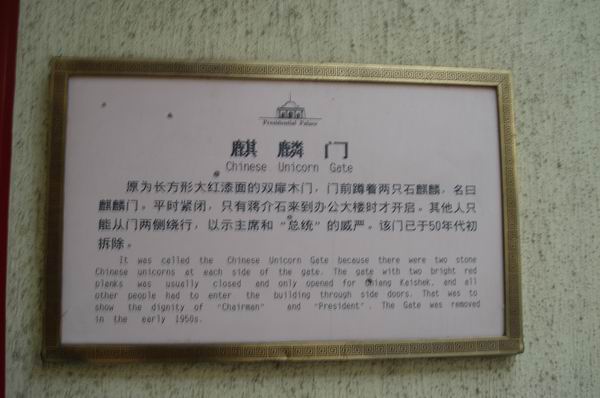 Presidential Palace
麒麟门
Chinese Unicorn Gate
原为长方形大红漆面的双扉木门，门前蹲着两只石麒麟，名曰
麒麟门。平时紧闭，只有蒋介石来到办公大楼时才开启。其他人只
能从门两侧绕行，以示主席和“总统”的威严。该门已于50年代初
拆除。
It was called the Chinese Unicorn Gate because there were two stone
Chinese unicorns at each side of the gate. The gate with two bright red
planks was usually closed and only opened for Chiang Kaishek, and all
other people had to enter the building through side doors. That was to
show the dignity of "Chairman" and "President". The Gate was removed
in the early 1950s.